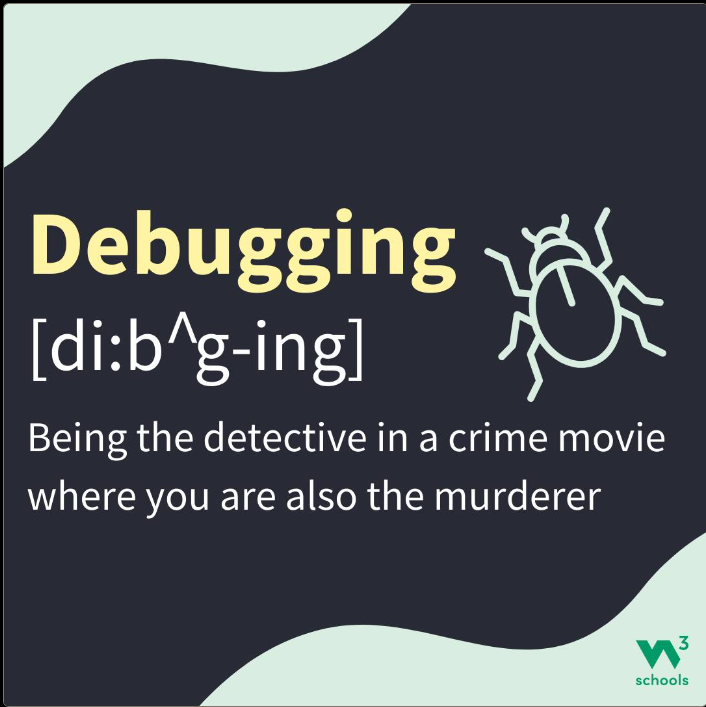 Debugging
[di:b^g-ing]
Being the detective in a crime movie
where you are also the murderer
W3
schools